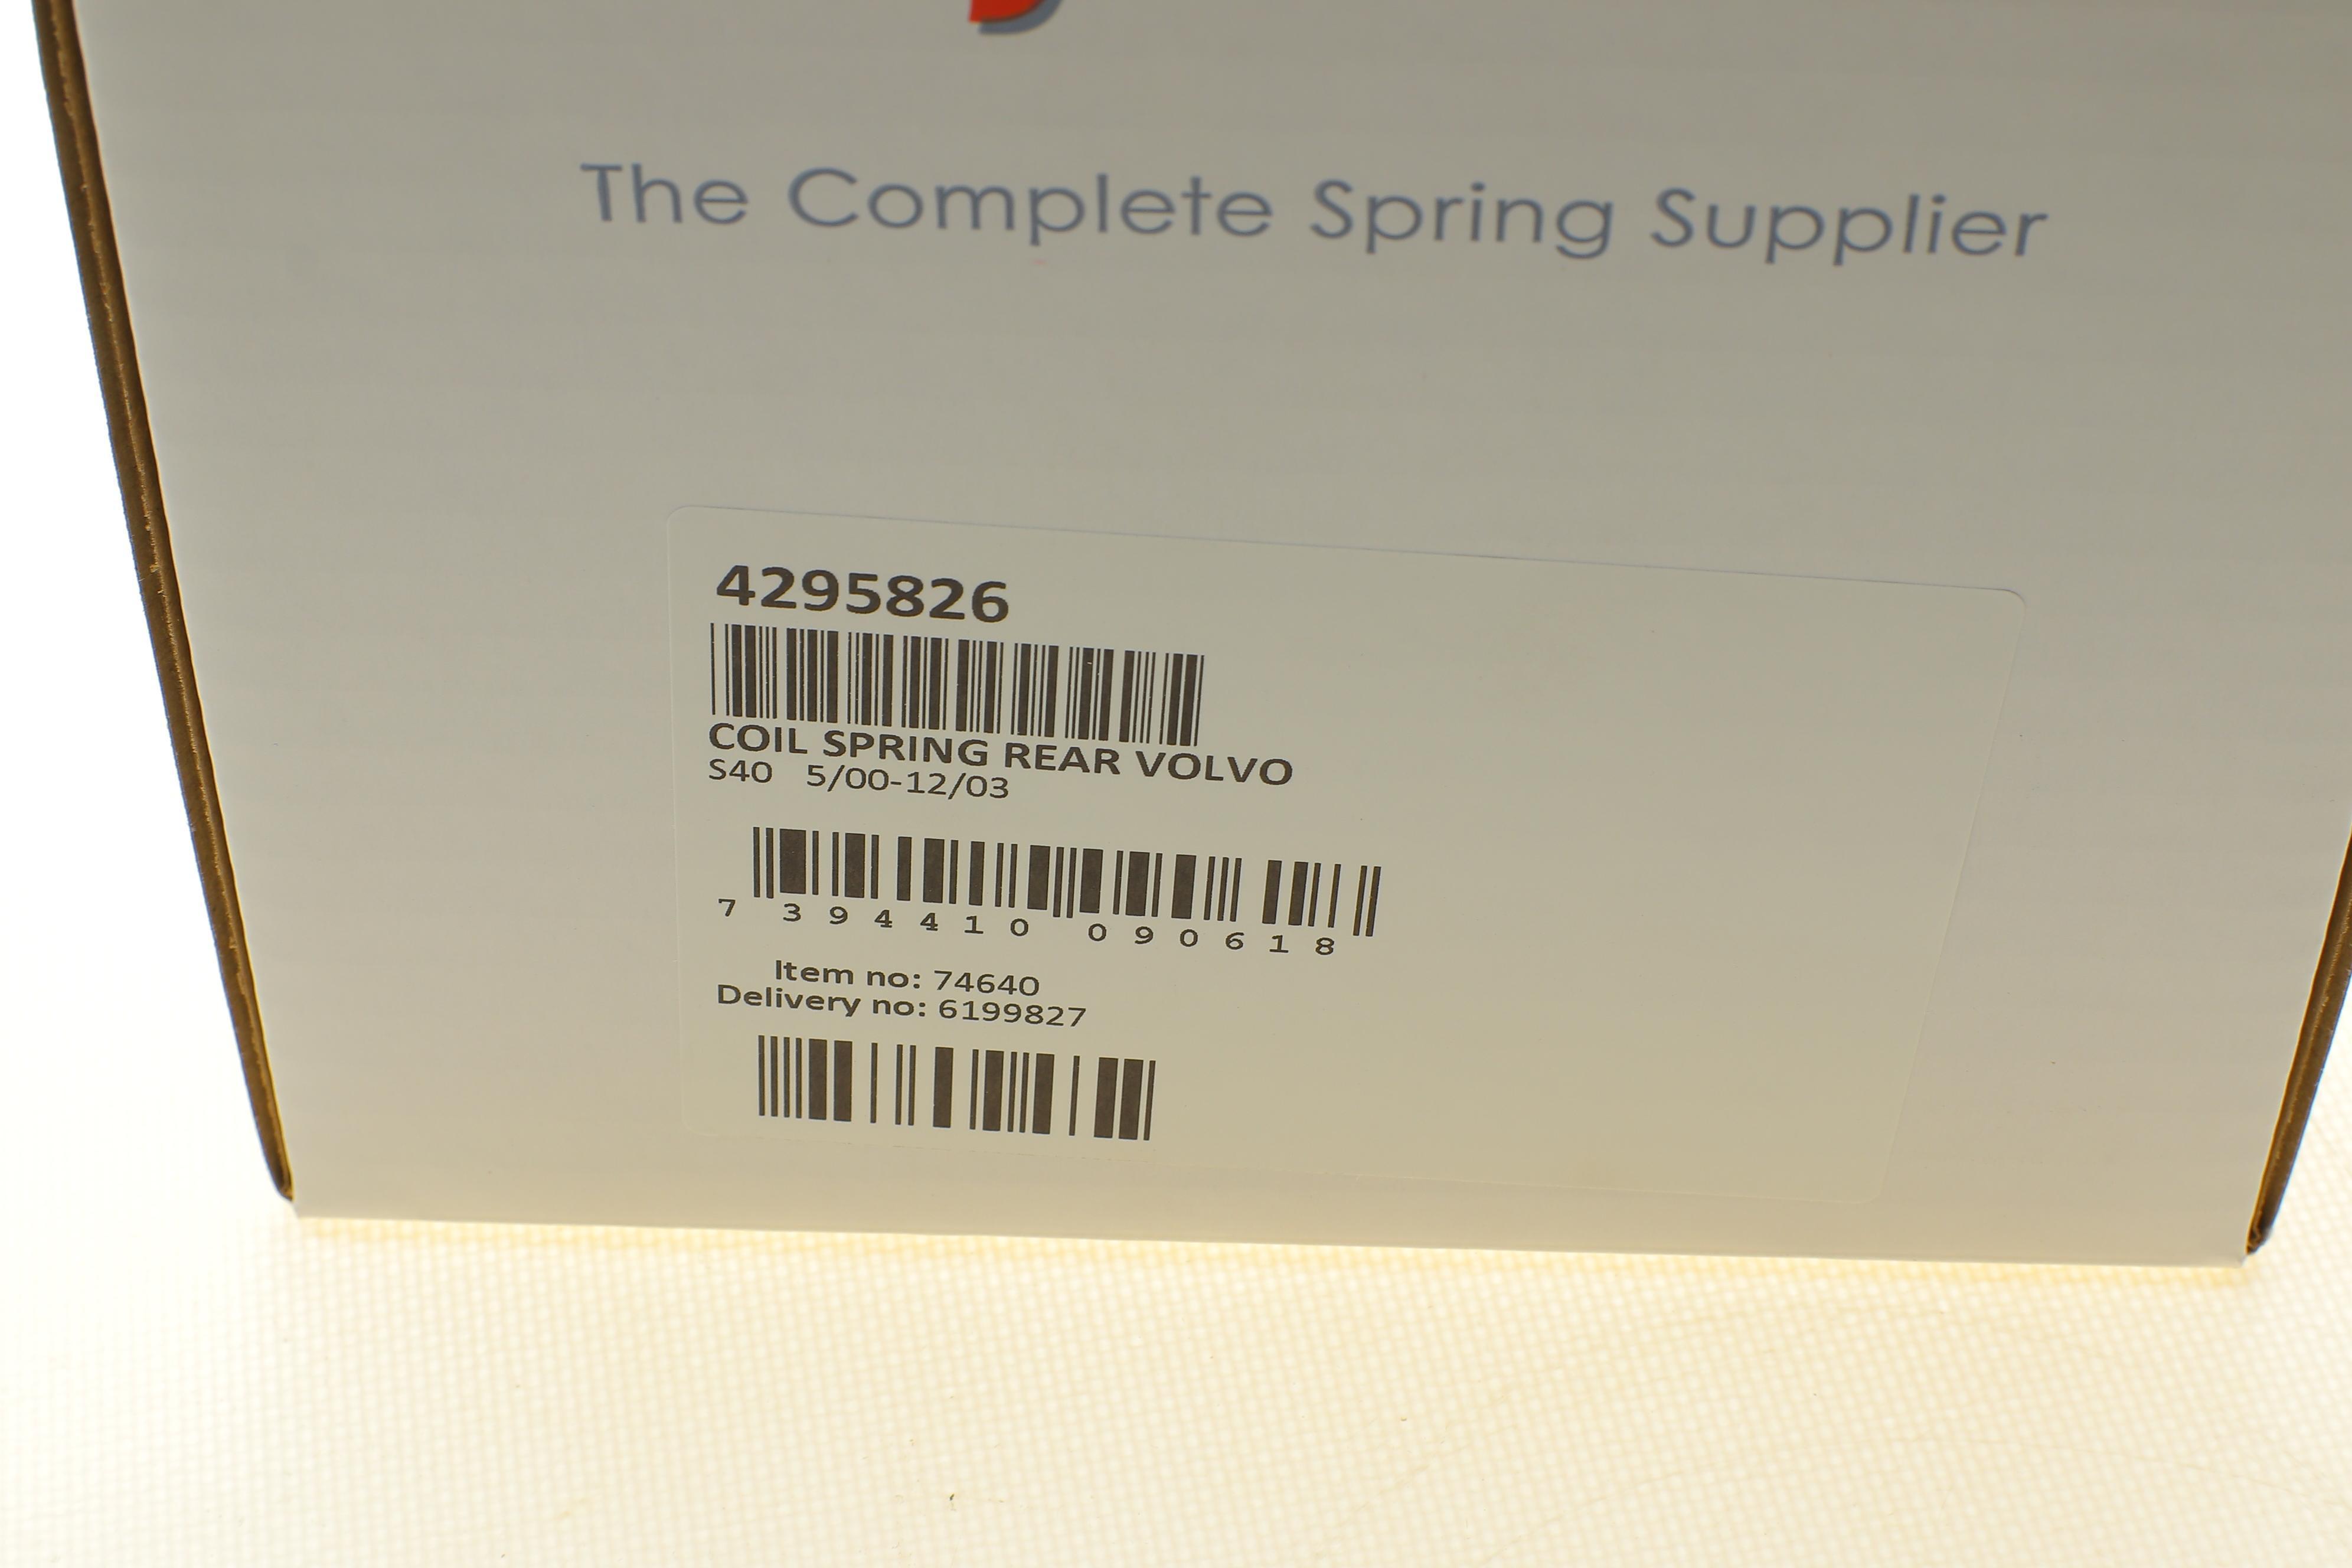 The Complete Spring Supplier
4295826
COIL SPRING REAR VOLVO
S40 5/00-12/03
7 394410 090618
Item no: 74640
Delivery no: 6199827